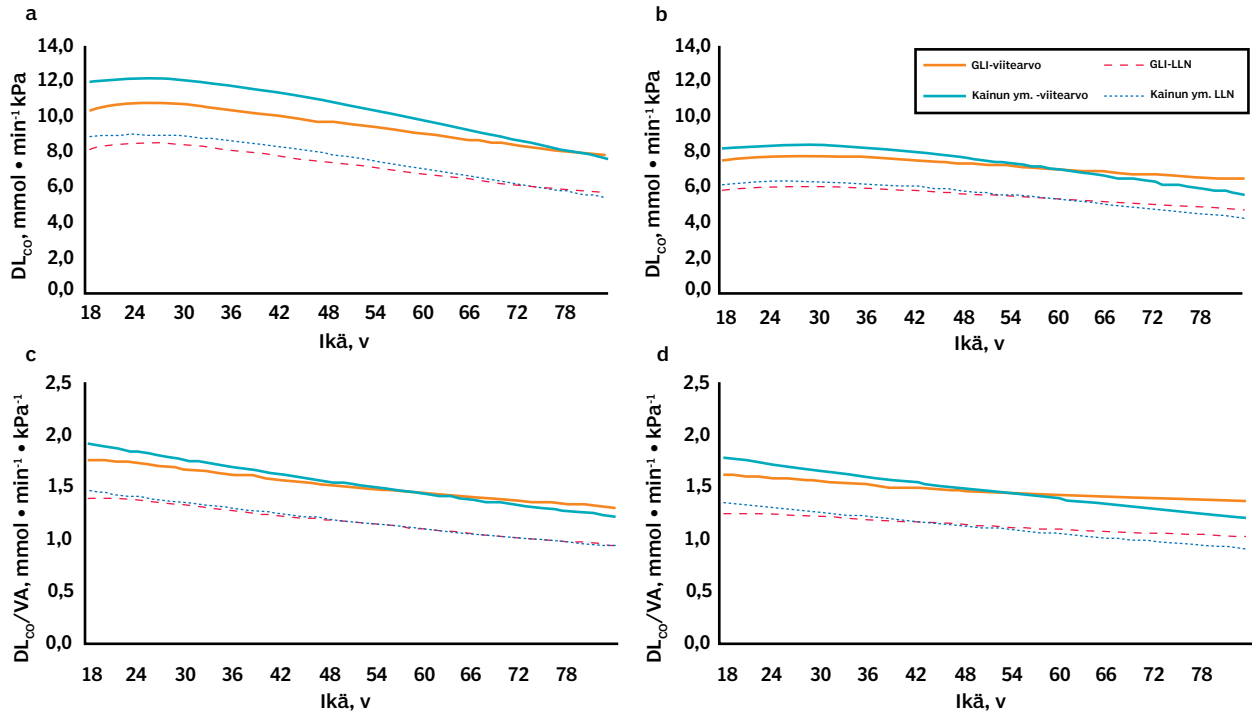 a
14,0
12,0
10,0
8,0
6,0
4,0
2,0
0,0
DL_CO, mmol • min⁻¹ kPa
18 24 30 36 42 48 54 60 66 72 78
Ikä, v
b
14,0
12,0
10,0
8,0
6,0
4,0
2,0
0,0
DL_CO, mmol • min⁻¹ kPa
18 24 30 36 42 48 54 60 66 72 78
Ikä, v
GLI-viitearvo GLI-LLN
Kainun ym. -viitearvo Kainun ym. LLN
c
2,5
2,0
1,5
1,0
0,5
0,0
DL_CO/VA, mmol • min⁻¹ • kPa⁻¹
18 24 30 36 42 48 54 60 66 72 78
Ikä, v
d
2,5
2,0
1,5
1,0
0,5
0,0
DL_CO/VA, mmol • min⁻¹ • kPa⁻¹
18 24 30 36 42 48 54 60 66 72 78
Ikä, v